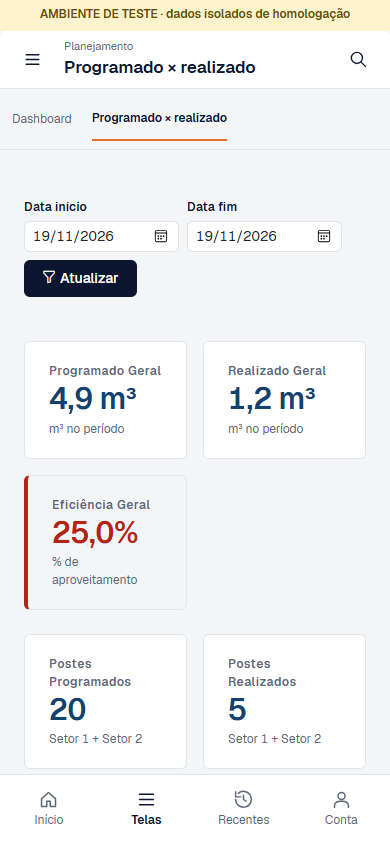 AMBIENTE DE TESTE · dados isolados de homologação
Planejamento
Programado × realizado
Dashboard
Programado × realizado
Data início
Data fim
19/11/2026
19/11/2026
Atualizar
Programado Geral
4,9 m³
m³ no período
Realizado Geral
1,2 m³
m³ no período
Eficiência Geral
25,0%
% de
aproveitamento
Postes
Programados
20
Setor 1 + Setor 2
Postes
Realizados
5
Setor 1 + Setor 2
Início
Telas
Recentes
Conta